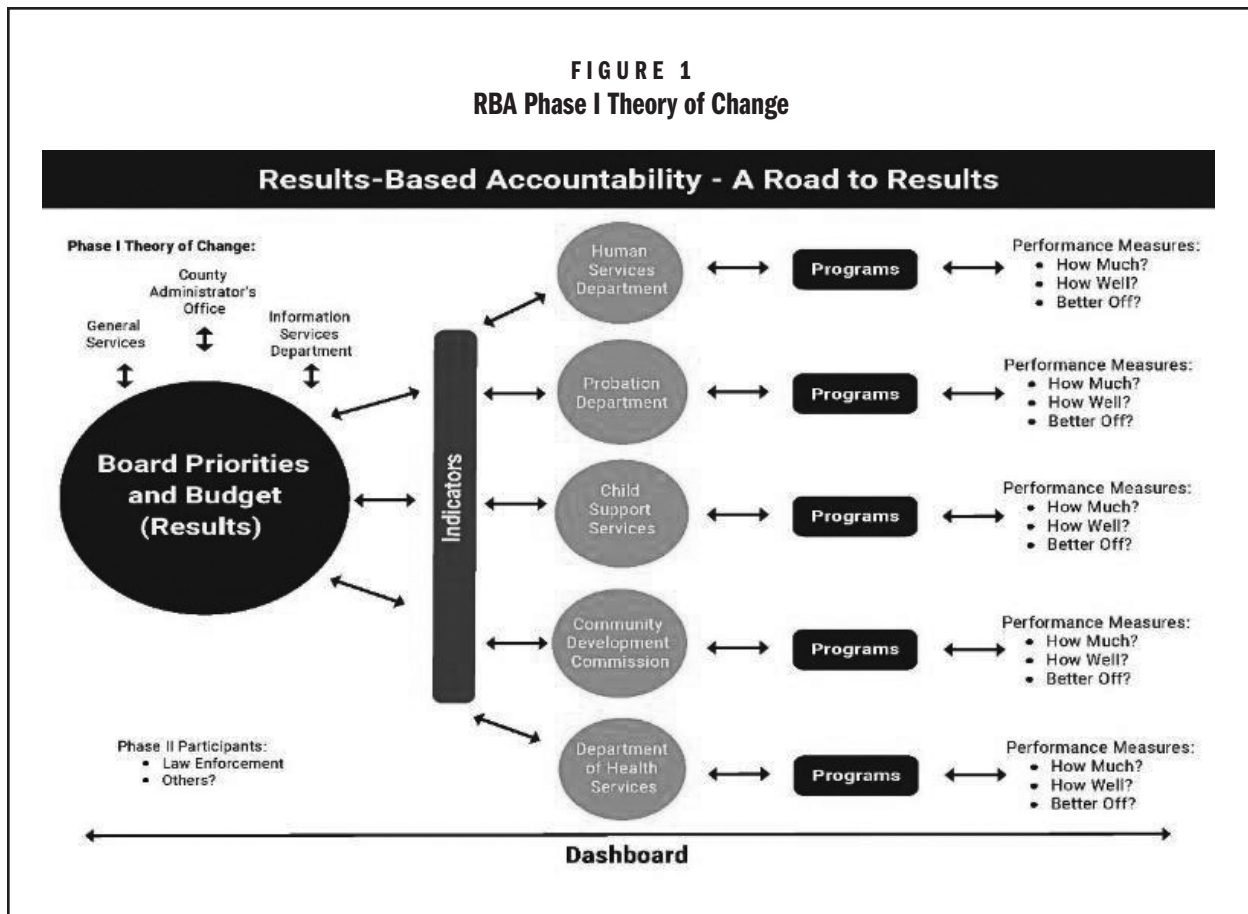 FIGURE 1
RBA Phase I Theory of Change
Results-Based Accountability - A Road to Results
Phase I Theory of Change:
General
Services
County
Administrator's
Office
Information
Services
Department
Board Priorities
and Budget
(Results)
Indicators
Human
Services
Department
Programs
Performance Measures:
• How Much?
• How Well?
• Better Off?
Probation
Department
Programs
Performance Measures:
• How Much?
• How Well?
• Better Off?
Child
Support
Services
Programs
Performance Measures:
• How Much?
• How Well?
• Better Off?
Community
Development
Commission
Programs
Performance Measures:
• How Much?
• How Well?
• Better Off?
Department
of Health
Services
Programs
Performance Measures:
• How Much?
• How Well?
• Better Off?
Phase II Participants:
• Law Enforcement
• Others?
Dashboard